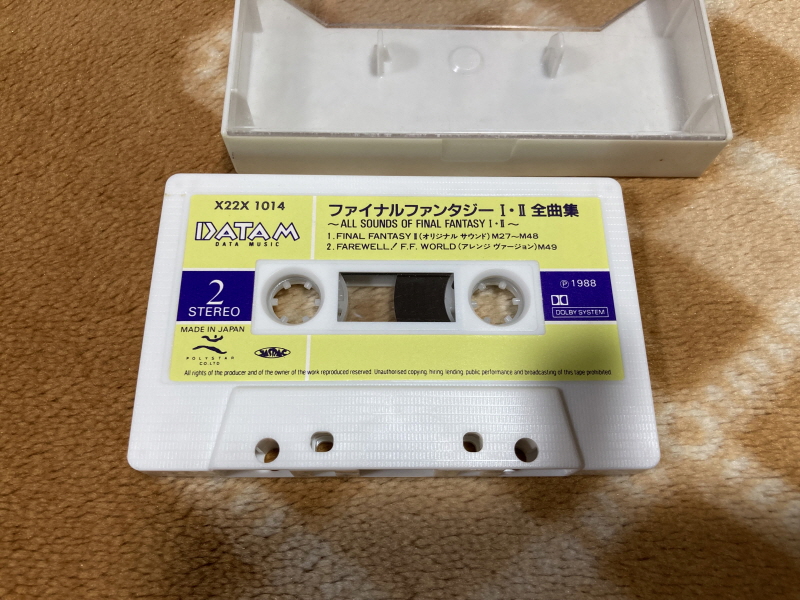 X22X 1014
DATAM
DATA MUSIC
ファイナルファンタジー Ⅰ・Ⅱ 全曲集
～ALL SOUNDS OF FINAL FANTASY Ⅰ・Ⅱ～
1. FINAL FANTASY Ⅱ (オリジナル サウンド) M27～M48
2. FAREWELL! F.F. WORLD (アレンジ ヴァージョン) M49
2
STEREO
Ⓟ 1988
DOLBY SYSTEM
MADE IN JAPAN
POLYSTAR
CO.LTD
JASRAC
All rights of the producer and of the owner of the work reproduced reserved. Unauthorised copying, hiring, lending, public performance and broadcasting of this tape prohibited.